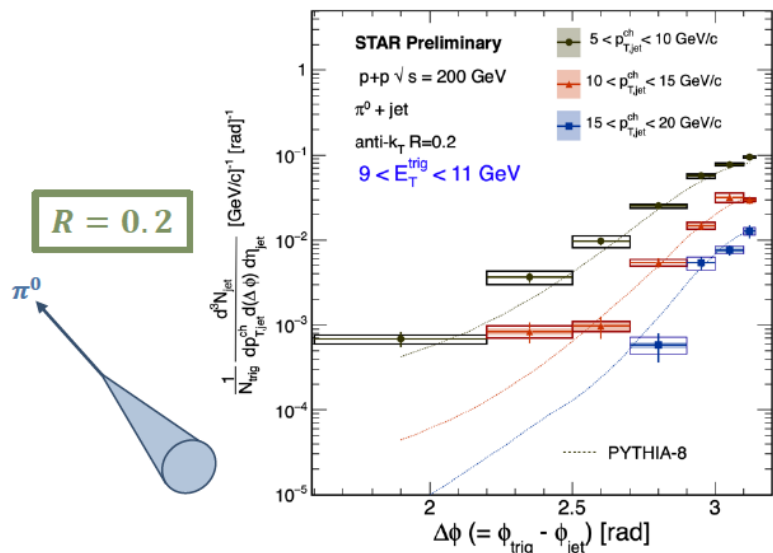 R = 0.2
π⁰
STAR Preliminary
p+p √s = 200 GeV
π⁰ + jet
anti-k_T R=0.2
9 < E_T^trig < 11 GeV
5 < p_T,jet^ch < 10 GeV/c
10 < p_T,jet^ch < 15 GeV/c
15 < p_T,jet^ch < 20 GeV/c
PYTHIA-8
1/N_trig d³N_jet/dp_T,jet^ch d(Δϕ) dη_jet [GeV/c]⁻¹ [rad]⁻¹
1
10⁻¹
10⁻²
10⁻³
10⁻⁴
10⁻⁵
2 2.5 3
Δϕ (= ϕ_trig - ϕ_jet) [rad]